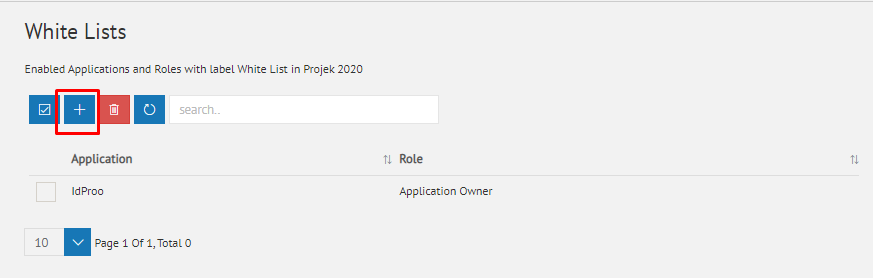 White Lists
Enabled Applications and Roles with label White List in Projek 2020
search..
Application Role
IdProo Application Owner
10 Page 1 Of 1, Total 0